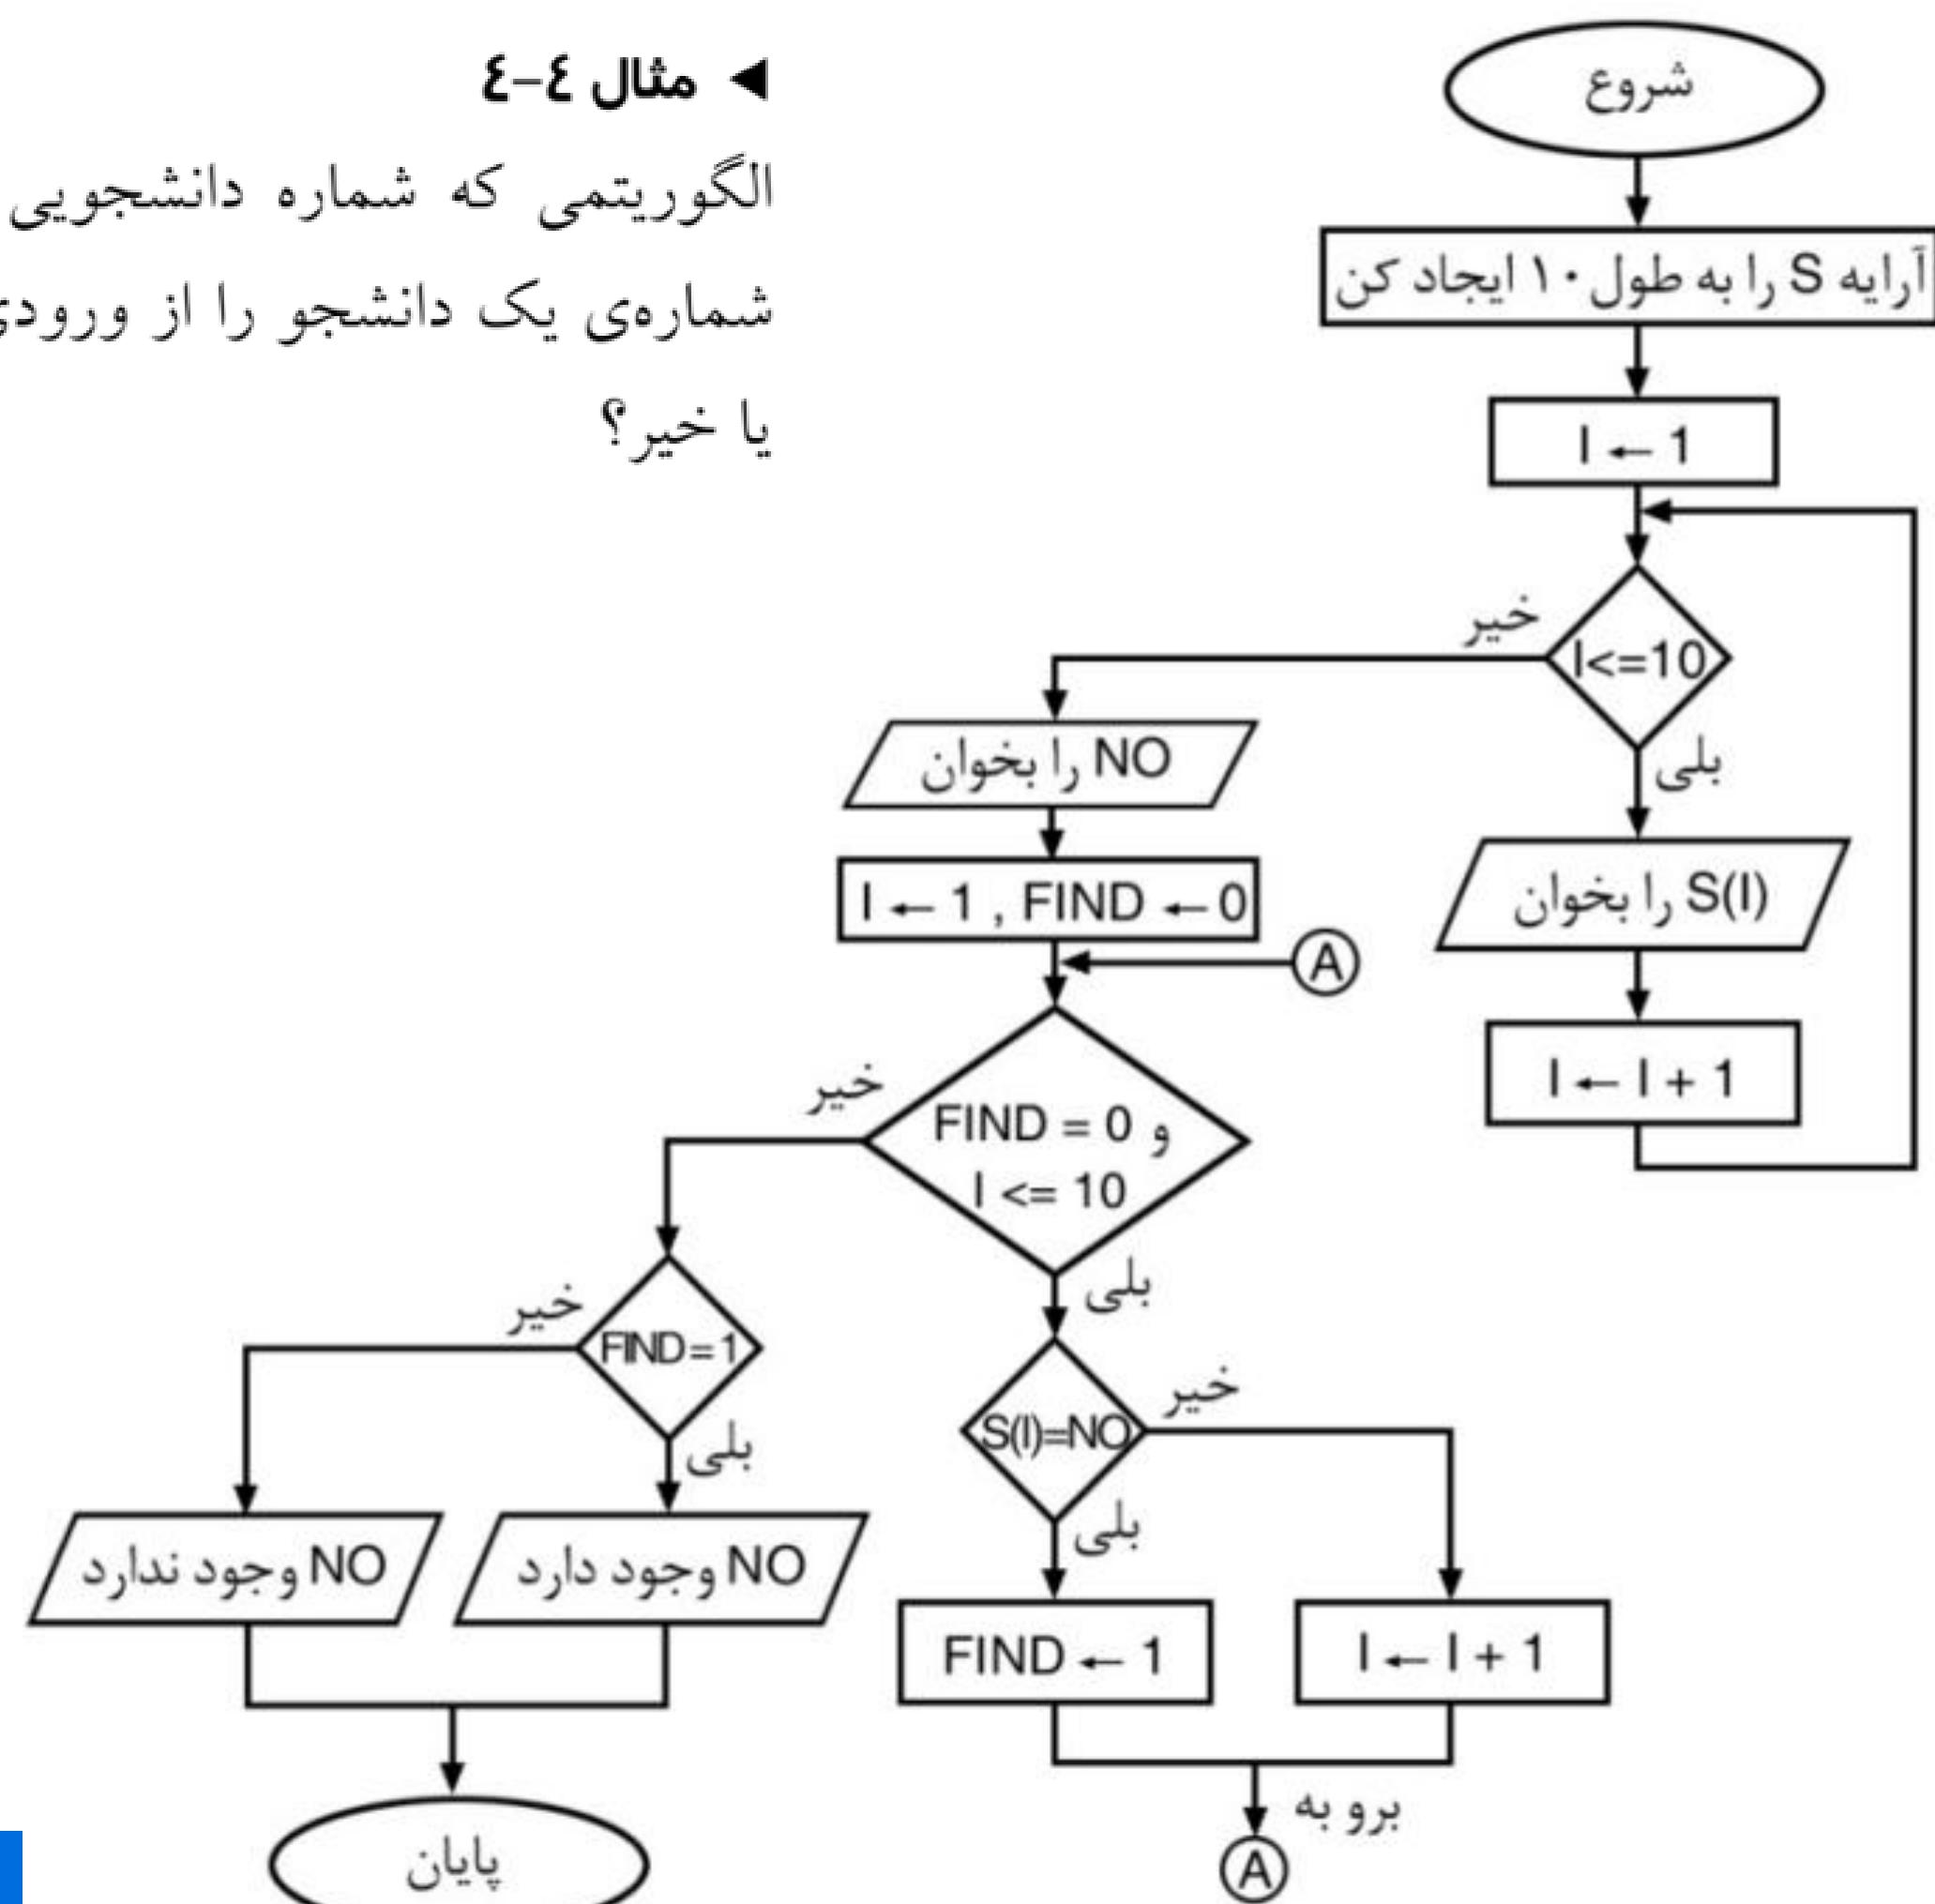 ◄ مثال ٤-٤
الگوریتمی که شماره دانشجویی
شماره‌ی یک دانشجو را از ورودی
یا خیر؟
شروع
آرایه S را به طول ۱۰ ایجاد کن
I ← 1
I<=10
خیر
بلی
S(I) را بخوان
I ← I + 1
NO را بخوان
I ← 1 , FIND ← 0
A
FIND = 0 و
I <= 10
خیر
بلی
S(I)=NO
خیر
بلی
I ← I + 1
FIND ← 1
برو به
A
FIND=1
خیر
بلی
NO وجود دارد
NO وجود ندارد
پایان